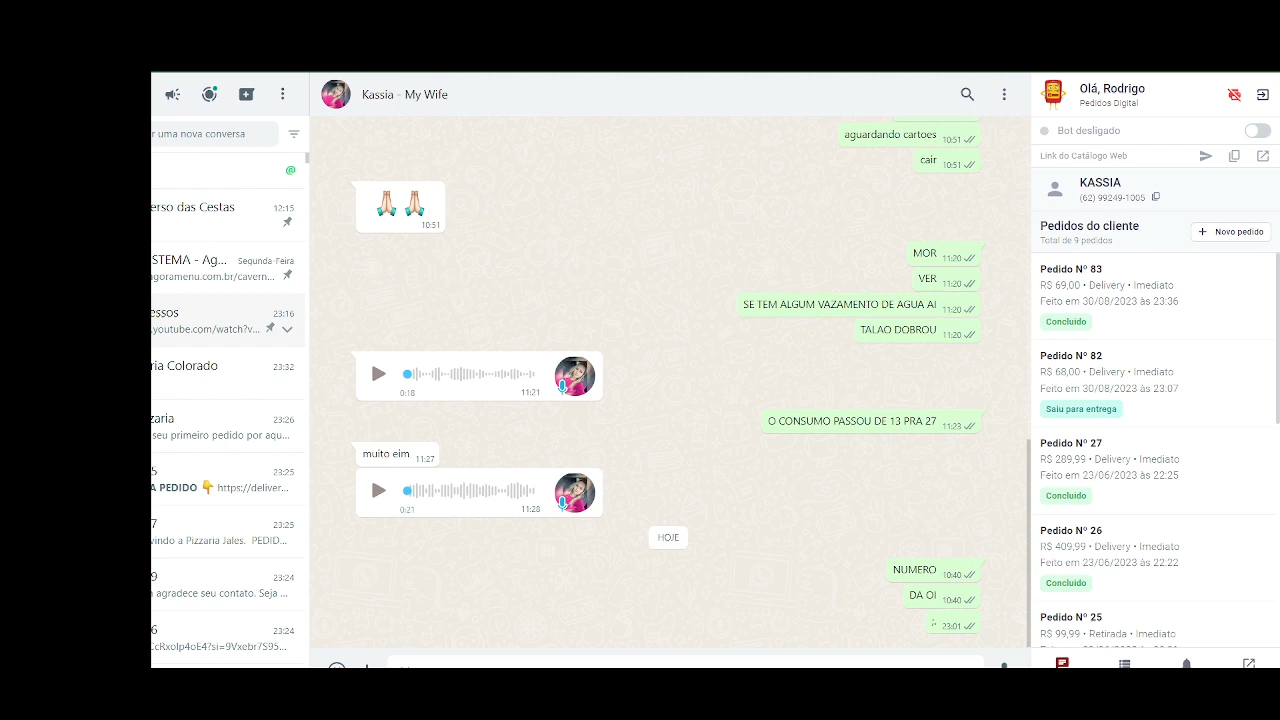 r uma nova conversa
@
erso das Cestas 12:15
STEMA - Ag... Segunda-Feira
agoramenu.com.br/cavern...
essos 23:16
.youtube.com/watch?v...
ria Colorado 23:32
zaria 23:26
seu primeiro pedido por aqu...
5 23:25
A PEDIDO 👇 https://deliver...
7 23:25
vindo a Pizzaria Jales. PEDID...
9 23:24
n agradece seu contato. Seja ...
6 23:24
CcRxolp4oE4?si=9Vxebr7S95...
Kassia - My Wife
aguardando cartoes 10:51
cair 10:51
🙏🏻 🙏🏻 10:51
MOR 11:20
VER 11:20
SE TEM ALGUM VAZAMENTO DE AGUA AI 11:20
TALAO DOBROU 11:20
0:18 11:21
O CONSUMO PASSOU DE 13 PRA 27 11:23
muito eim 11:27
0:21 11:28
HOJE
NUMERO 10:40
DA OI 10:40
23:01
Olá, Rodrigo
Pedidos Digital
Bot desligado
Link do Catálogo Web
KASSIA
(62) 99249-1005
Pedidos do cliente
Total de 9 pedidos
+ Novo pedido
Pedido Nº 83
R$ 69,00 • Delivery • Imediato
Feito em 30/08/2023 às 23:36
Concluído
Pedido Nº 82
R$ 68,00 • Delivery • Imediato
Feito em 30/08/2023 às 23:07
Saiu para entrega
Pedido Nº 27
R$ 289,99 • Delivery • Imediato
Feito em 23/06/2023 às 22:25
Concluído
Pedido Nº 26
R$ 409,99 • Delivery • Imediato
Feito em 23/06/2023 às 22:22
Concluído
Pedido Nº 25
R$ 99,99 • Retirada • Imediato